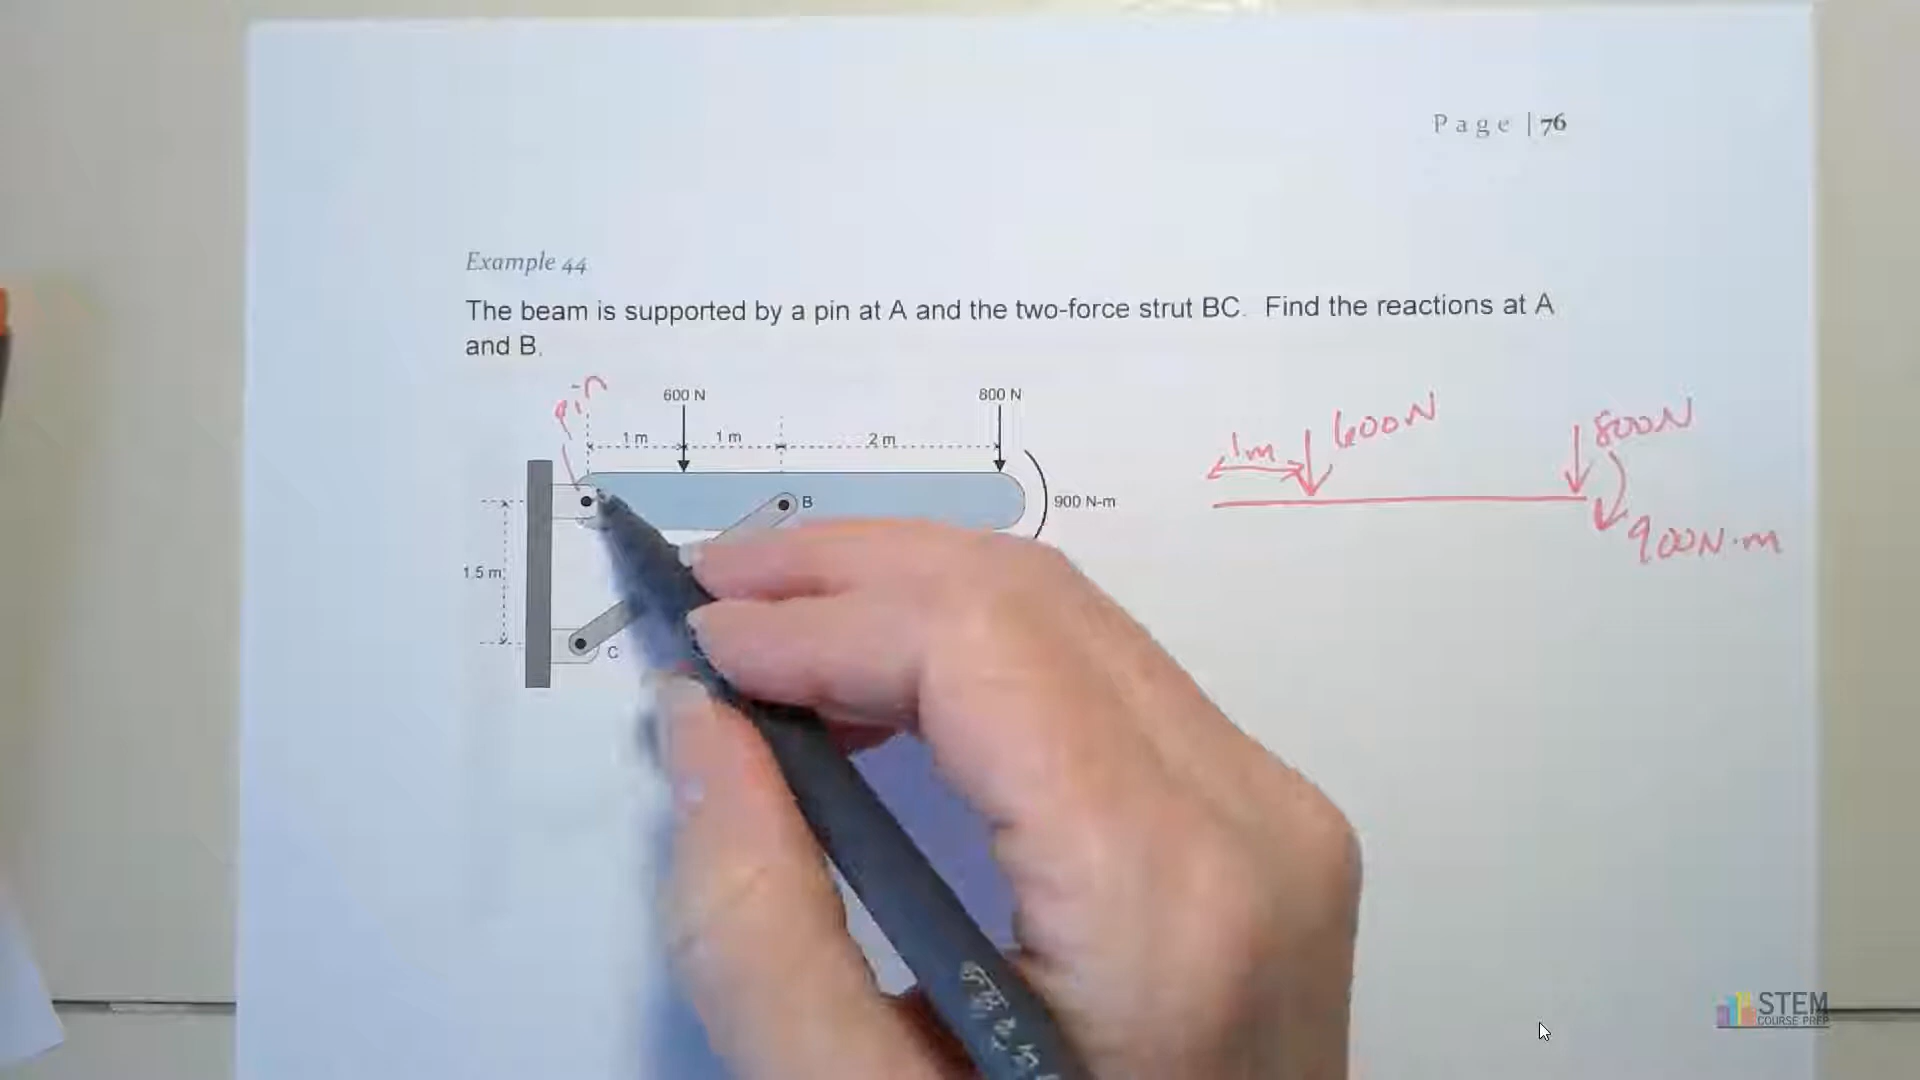 Page | 76
Example 44
The beam is supported by a pin at A and the two-force strut BC. Find the reactions at A
and B.
pin
600 N
800 N
1 m
1 m
2 m
B
900 N-m
1.5 m
C
1m
600N
800N
900N·m
STEM
COURSE PREP